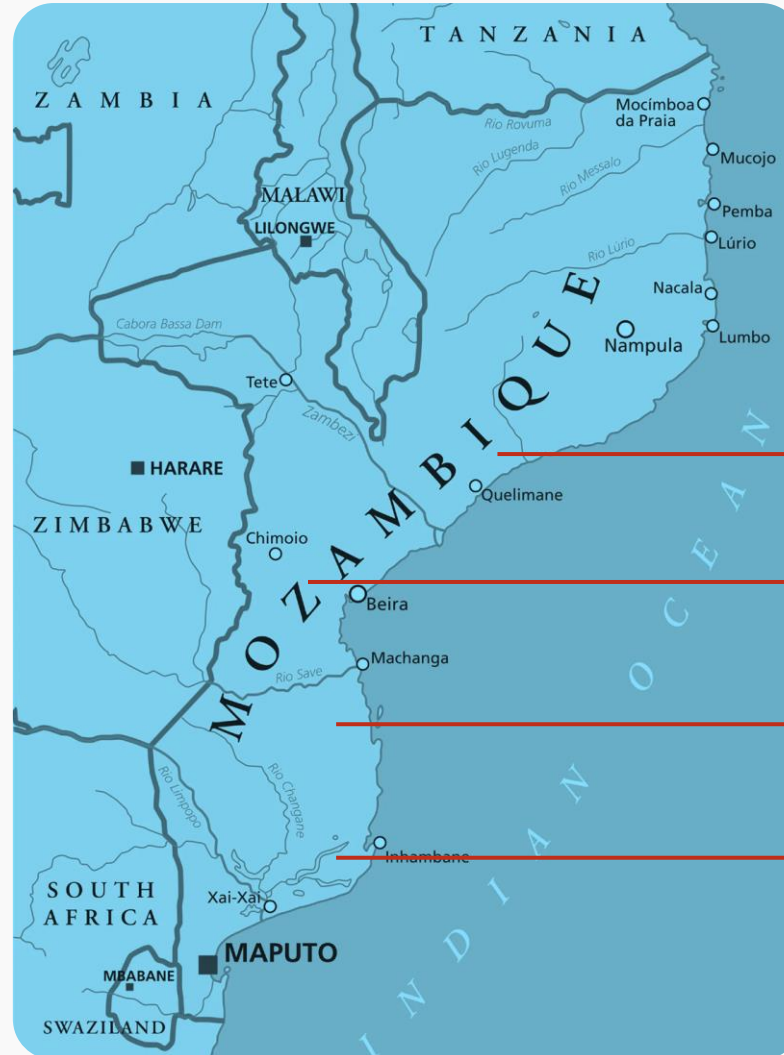 TANZANIA
ZAMBIA
Mocímboa
da Praia
Rio Rovuma
Rio Lugenda
Mucojo
Rio Messalo
MALAWI
LILONGWE
Pemba
Rio Lúrio
Lúrio
Nacala
Cabora Bassa Dam
Nampula
Lumbo
Tete
Zambezi
MOZAMBIQUE
HARARE
Quelimane
ZIMBABWE
Chimoio
Beira
Machanga
Rio Save
INDIAN OCEAN
Rio Limpopo
Rio Changane
Inhambane
SOUTH
AFRICA
Xai-Xai
MAPUTO
MBABANE
SWAZILAND